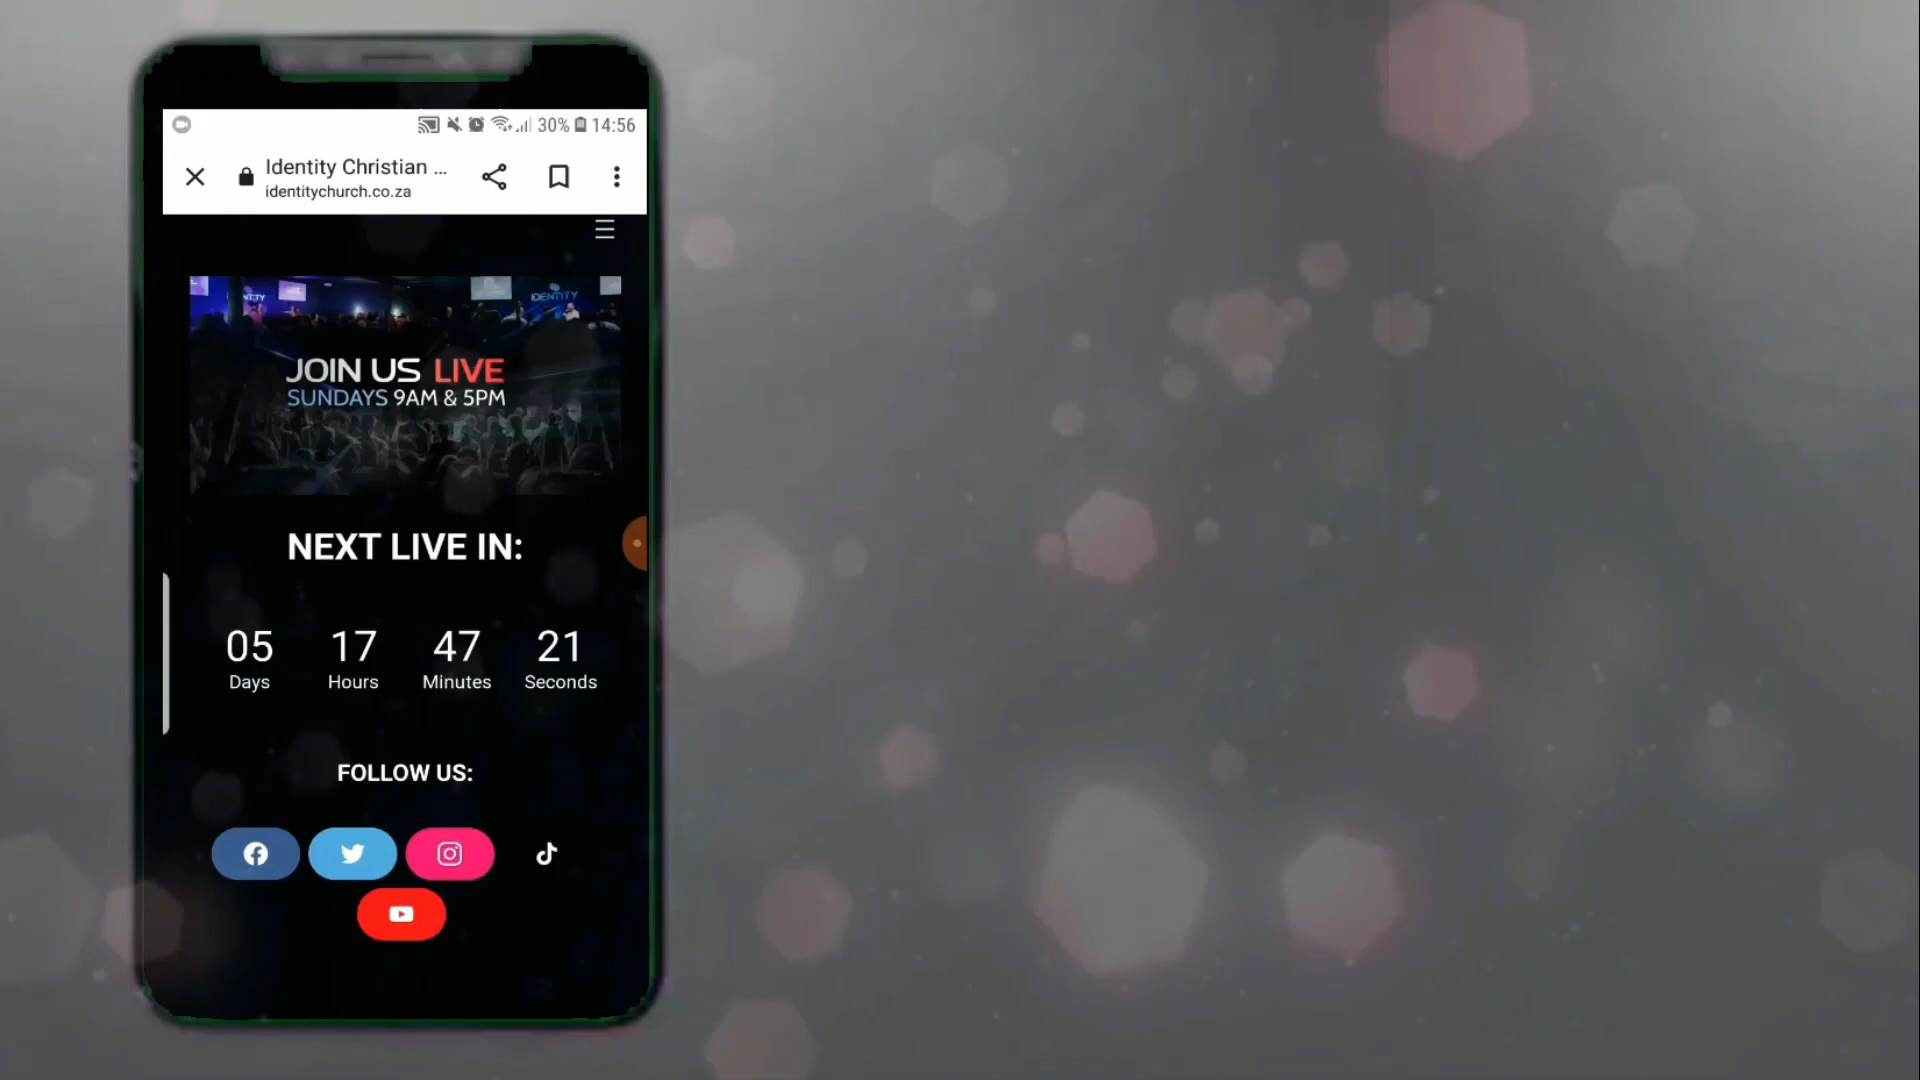 30% 14:56
Identity Christian ...
identitychurch.co.za
IDENTITY
JOIN US LIVE
SUNDAYS 9AM & 5PM
NEXT LIVE IN:
05 17 47 21
Days Hours Minutes Seconds
FOLLOW US: